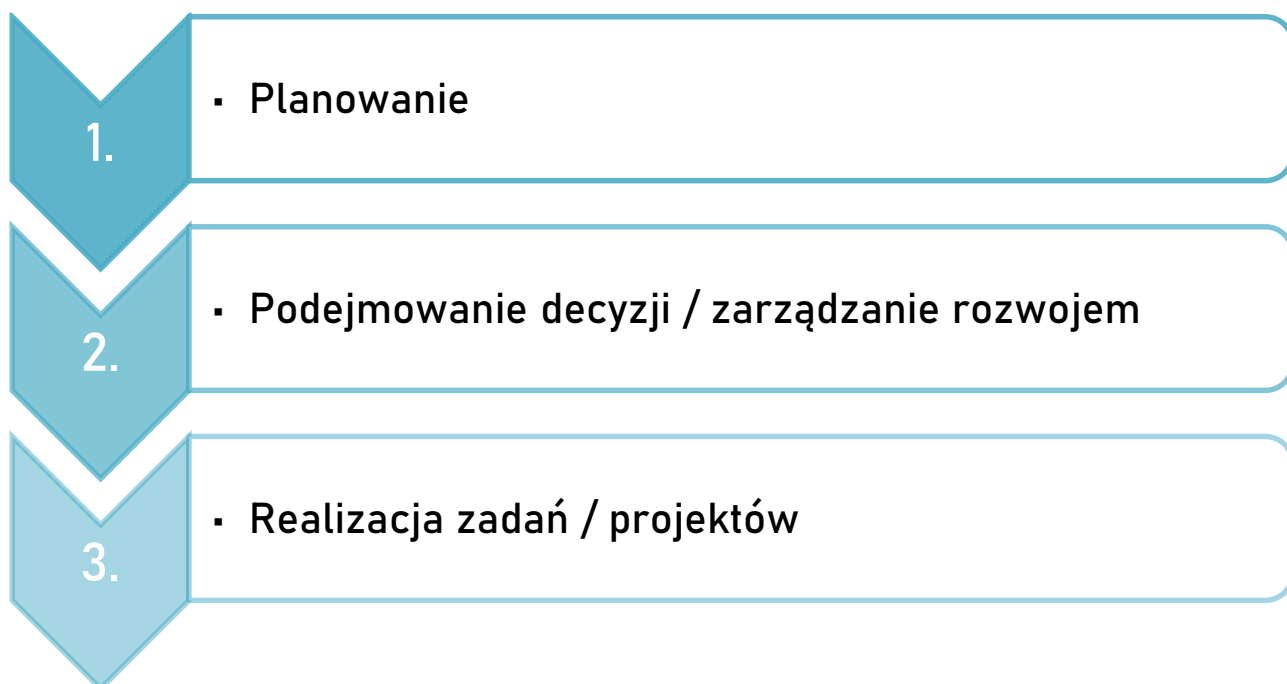 1.
▪ Planowanie
2.
▪ Podejmowanie decyzji / zarządzanie rozwojem
3.
▪ Realizacja zadań / projektów